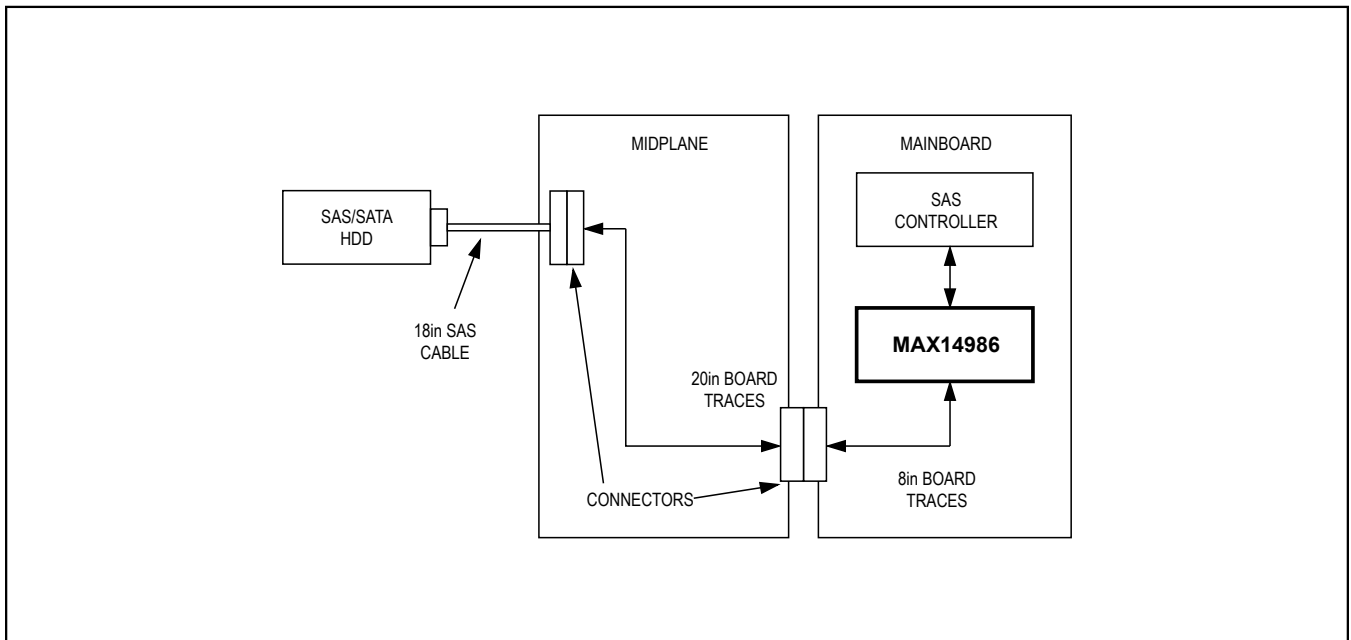 MIDPLANE
MAINBOARD
SAS/SATA
HDD
SAS
CONTROLLER
18in SAS
CABLE
MAX14986
20in BOARD
TRACES
CONNECTORS
8in BOARD
TRACES